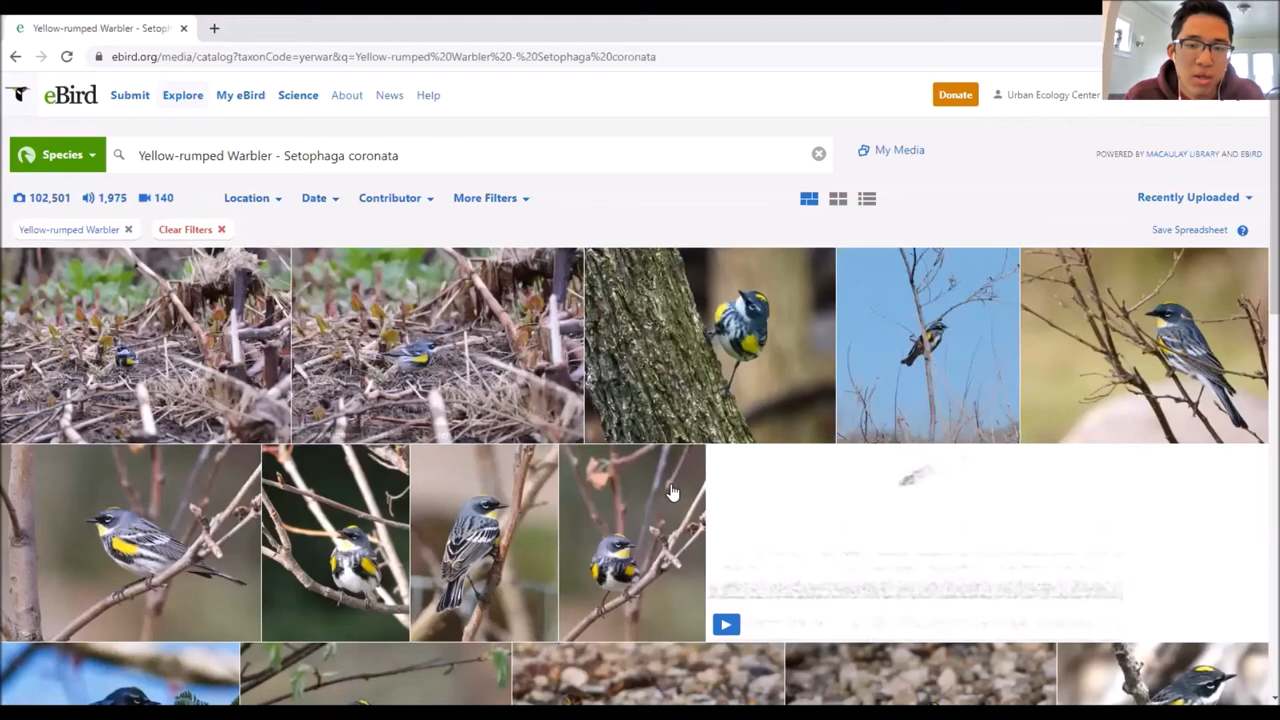 Yellow-rumped Warbler - Setoph
ebird.org/media/catalog?taxonCode=yerwar&q=Yellow-rumped%20Warbler%20-%20Setophaga%20coronata
eBird Submit Explore My eBird Science About News Help Donate Urban Ecology Center
Species Yellow-rumped Warbler - Setophaga coronata My Media POWERED BY MACAULAY LIBRARY AND EBIRD
102,501 1,975 140 Location Date Contributor More Filters Recently Uploaded
Yellow-rumped Warbler Clear Filters Save Spreadsheet ?